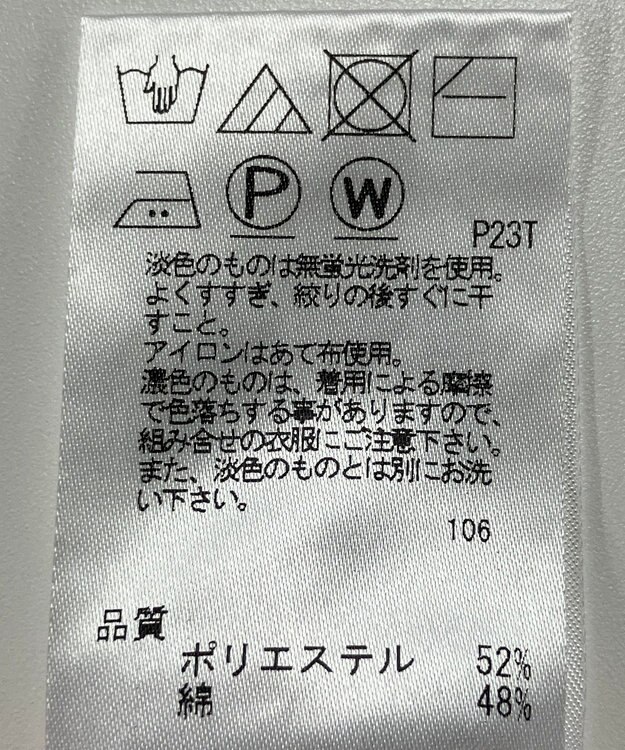 P W
P23T
淡色のものは無蛍光洗剤を使用。
よくすすぎ、絞りの後すぐに干
すこと。
アイロンはあて布使用。
濃色のものは、着用による摩擦
で色落ちする事がありますので、
組み合せの衣服にご注意下さい。
また、淡色のものとは別にお洗
い下さい。
106
品質
ポリエステル 52%
綿 48%